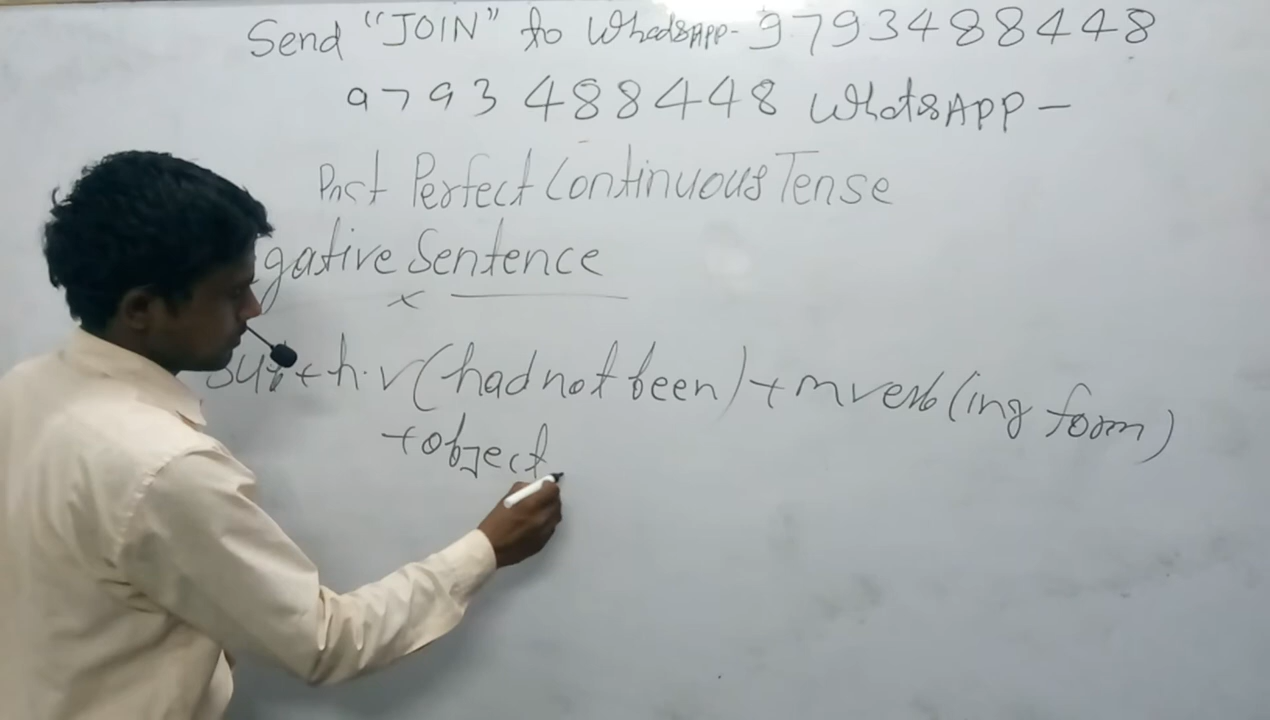 Send "JOIN" to WhatsApp- 9793488448
9793488448 WhatsApp-
Past Perfect Continuous Tense
gative Sentence
Sub + h.v (had not been) + m verb (ing form)
+ object